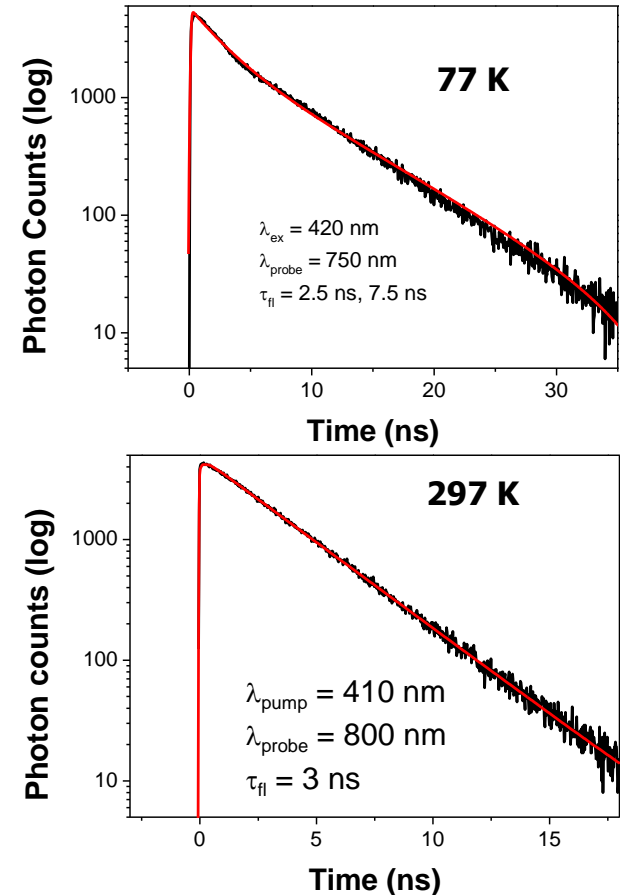 Photon Counts (log)
1000
100
10
77 K
λex = 420 nm
λprobe = 750 nm
τfl = 2.5 ns, 7.5 ns
0 10 20 30
Time (ns)
Photon counts (log)
1000
100
10
297 K
λpump = 410 nm
λprobe = 800 nm
τfl = 3 ns
0 5 10 15
Time (ns)